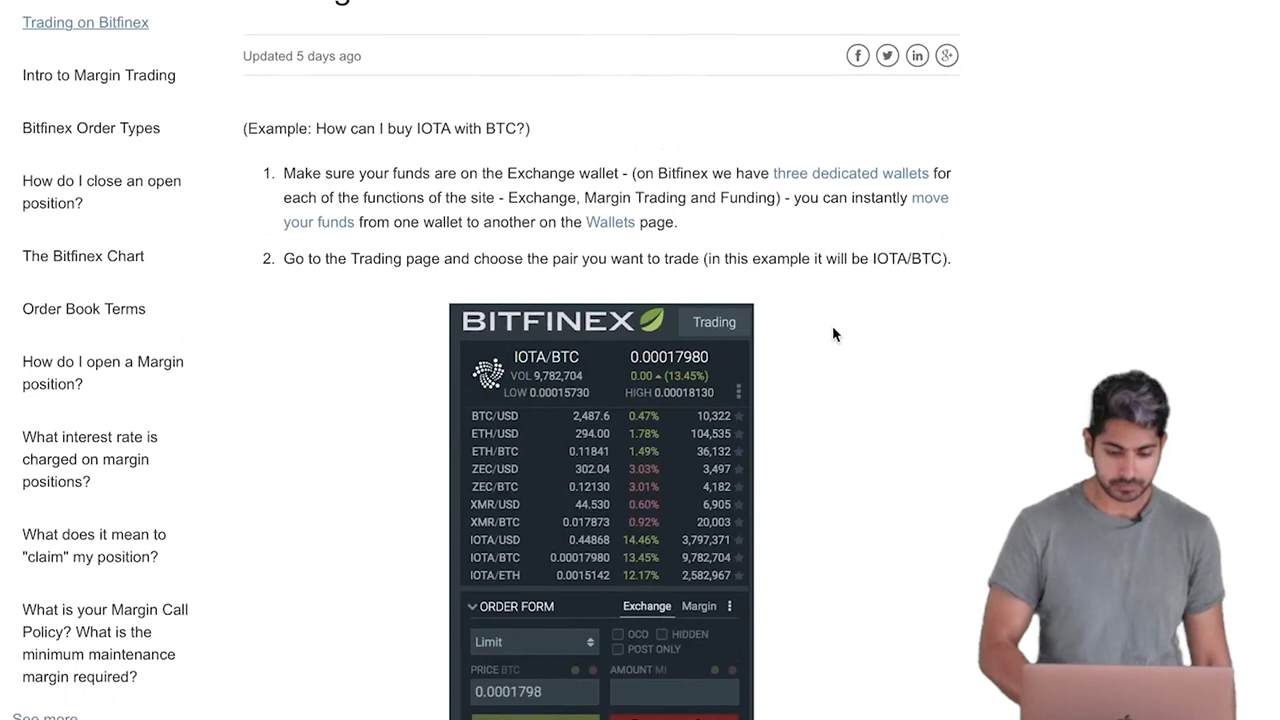 Trading on Bitfinex
Intro to Margin Trading
Bitfinex Order Types
How do I close an open
position?
The Bitfinex Chart
Order Book Terms
How do I open a Margin
position?
What interest rate is
charged on margin
positions?
What does it mean to
"claim" my position?
What is your Margin Call
Policy? What is the
minimum maintenance
margin required?
See more
Updated 5 days ago
(Example: How can I buy IOTA with BTC?)
1. Make sure your funds are on the Exchange wallet - (on Bitfinex we have three dedicated wallets for
each of the functions of the site - Exchange, Margin Trading and Funding) - you can instantly move
your funds from one wallet to another on the Wallets page.
2. Go to the Trading page and choose the pair you want to trade (in this example it will be IOTA/BTC).
BITFINEX Trading
IOTA/BTC 0.00017980
VOL 9,782,704 0.00 (13.45%)
LOW 0.00015730 HIGH 0.00018130
BTC/USD 2,487.6 0.47% 10,322
ETH/USD 294.00 1.78% 104,535
ETH/BTC 0.11841 1.49% 36,132
ZEC/USD 302.04 3.03% 3,497
ZEC/BTC 0.12130 3.01% 4,182
XMR/USD 44.530 0.60% 6,905
XMR/BTC 0.017873 0.92% 20,003
IOTA/USD 0.44868 14.46% 3,797,371
IOTA/BTC 0.00017980 13.45% 9,782,704
IOTA/ETH 0.0015142 12.17% 2,582,967
ORDER FORM Exchange Margin
Limit OCO HIDDEN
POST ONLY
PRICE BTC AMOUNT MI
0.0001798